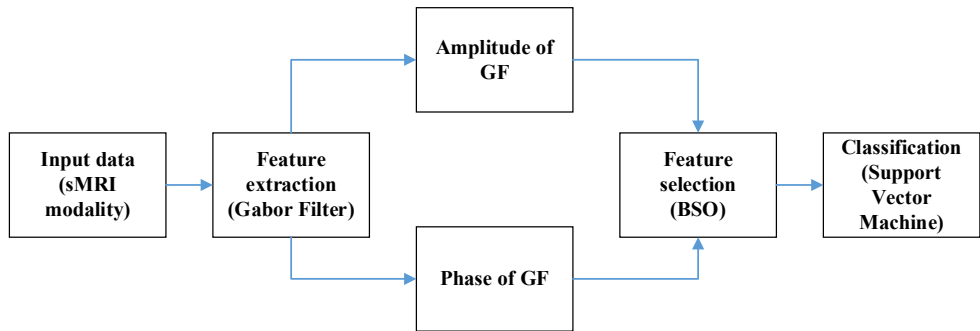 Input data
(sMRI
modality)
Feature
extraction
(Gabor Filter)
Amplitude of
GF
Phase of GF
Feature
selection
(BSO)
Classification
(Support
Vector
Machine)